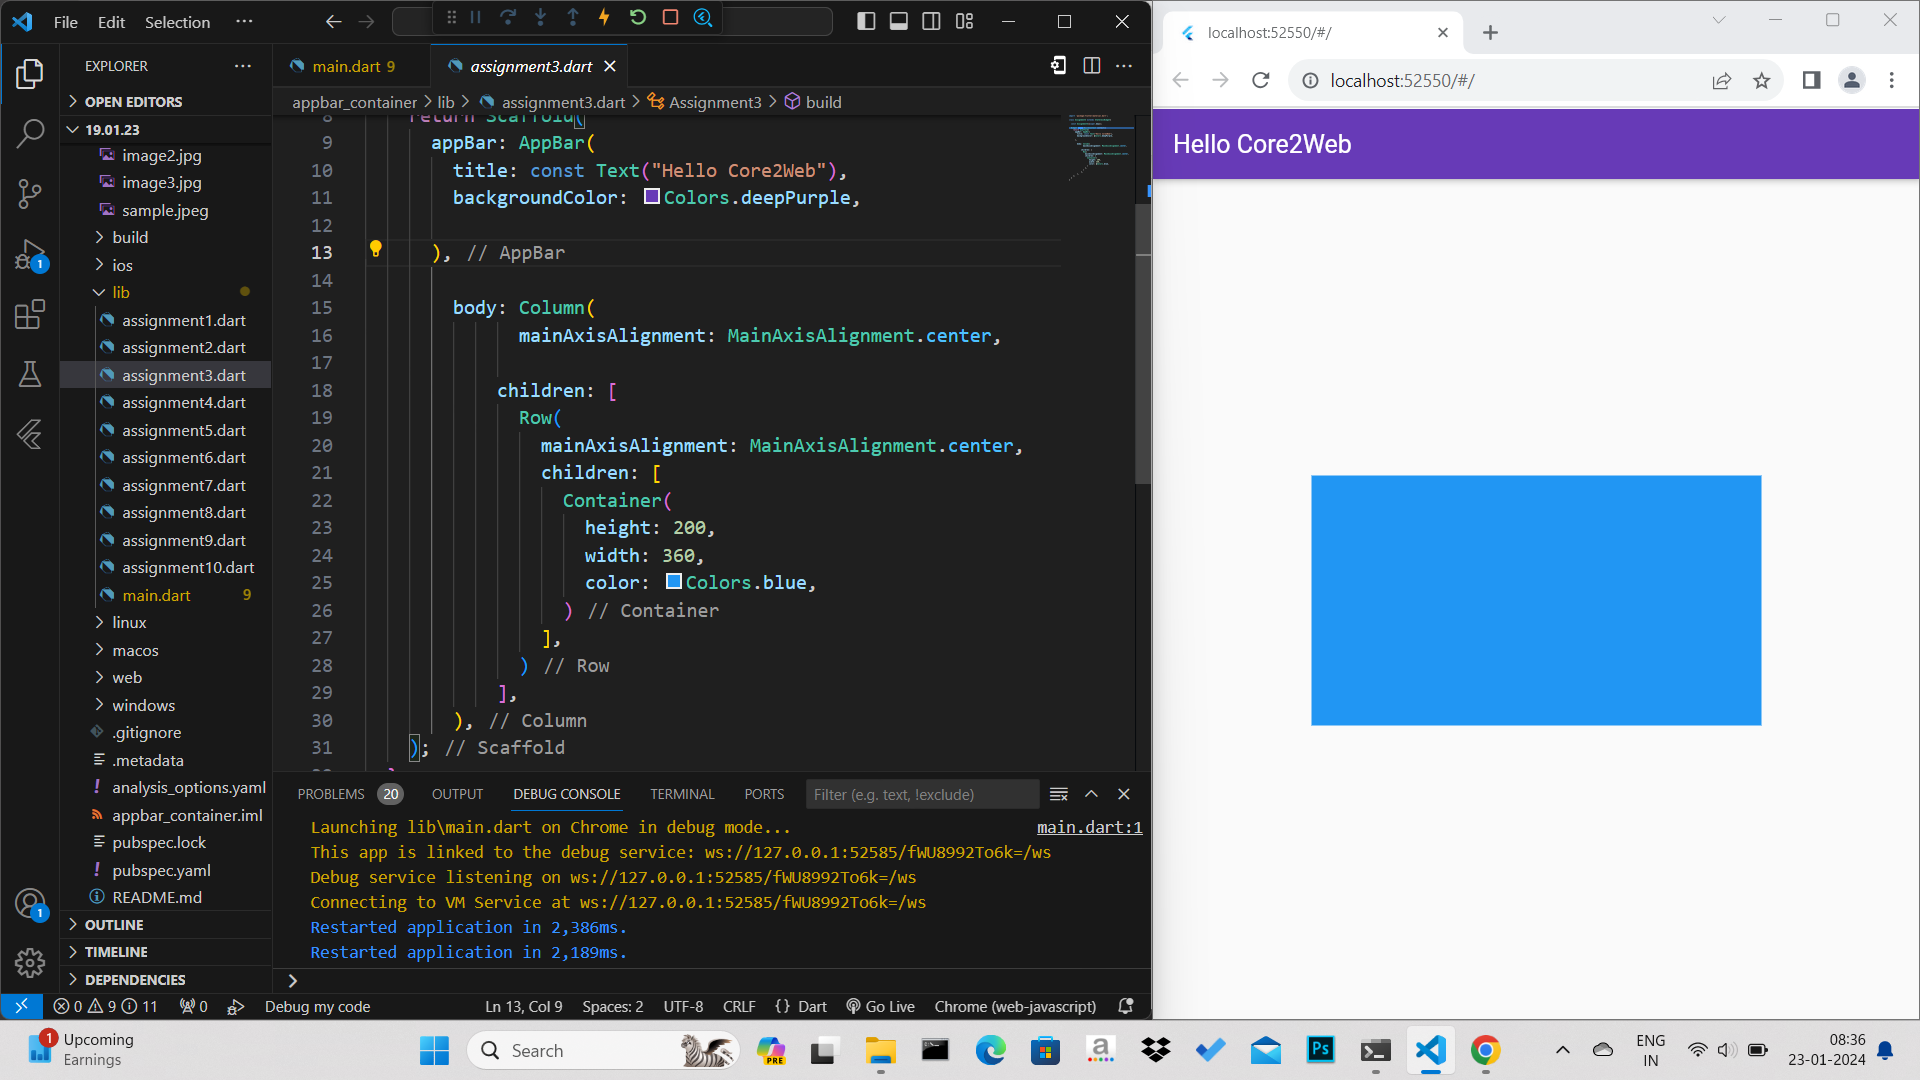 File Edit Selection ···
EXPLORER ···
OPEN EDITORS
19.01.23
image2.jpg
image3.jpg
sample.jpeg
build
ios
lib
assignment1.dart
assignment2.dart
assignment3.dart
assignment4.dart
assignment5.dart
assignment6.dart
assignment7.dart
assignment8.dart
assignment9.dart
assignment10.dart
main.dart 9
linux
macos
web
windows
.gitignore
.metadata
! analysis_options.yaml
appbar_container.iml
pubspec.lock
! pubspec.yaml
README.md
OUTLINE
TIMELINE
DEPENDENCIES
1
1
main.dart 9 assignment3.dart
appbar_container > lib > assignment3.dart > Assignment3 > build
8 return Scaffold(
9 appBar: AppBar(
10 title: const Text("Hello Core2Web"),
11 backgroundColor: Colors.deepPurple,
12
13 ), // AppBar
14
15 body: Column(
16 mainAxisAlignment: MainAxisAlignment.center,
17
18 children: [
19 Row(
20 mainAxisAlignment: MainAxisAlignment.center,
21 children: [
22 Container(
23 height: 200,
24 width: 360,
25 color: Colors.blue,
26 ) // Container
27 ],
28 ) // Row
29 ],
30 ), // Column
31 ); // Scaffold
PROBLEMS 20 OUTPUT DEBUG CONSOLE TERMINAL PORTS Filter (e.g. text, !exclude)
Launching lib\main.dart on Chrome in debug mode... main.dart:1
This app is linked to the debug service: ws://127.0.0.1:52585/fWU8992To6k=/ws
Debug service listening on ws://127.0.0.1:52585/fWU8992To6k=/ws
Connecting to VM Service at ws://127.0.0.1:52585/fWU8992To6k=/ws
Restarted application in 2,386ms.
Restarted application in 2,189ms.
>
0 9 11 0 Debug my code Ln 13, Col 9 Spaces: 2 UTF-8 CRLF {} Dart Go Live Chrome (web-javascript)
localhost:52550/#/
localhost:52550/#/
Hello Core2Web
1 Upcoming
Earnings
Search
PRE
a
Ps
ENG
IN
08:36
23-01-2024